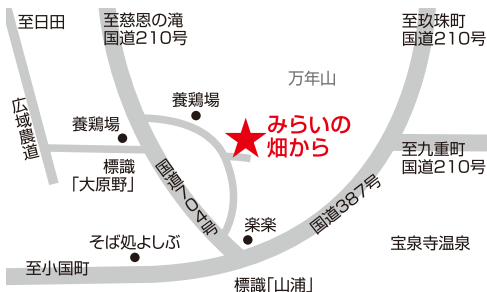 至日田
至慈恩の滝
国道210号
至玖珠町
国道210号
万年山
広域農道
養鶏場
養鶏場
みらいの
畑から
標識
「大原野」
国道704号
国道387号
至九重町
国道210号
楽楽
そば処よしぶ
宝泉寺温泉
至小国町
標識「山浦」